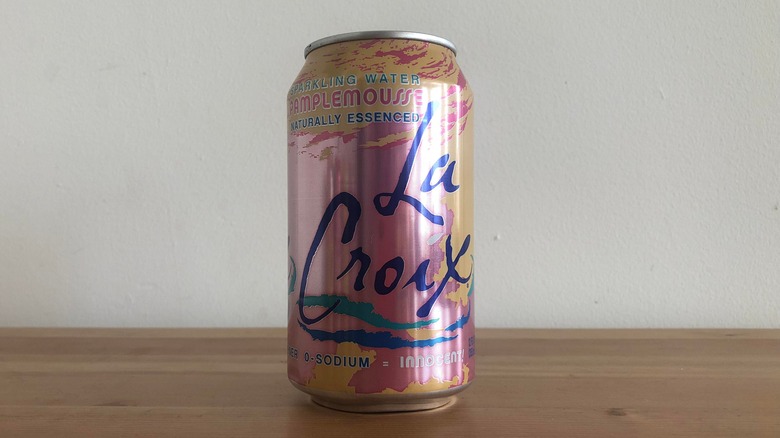 SPARKLING WATER
PAMPLEMOUSSE
NATURALLY ESSENCED
La
Croix
0-SODIUM = INNOCENT!